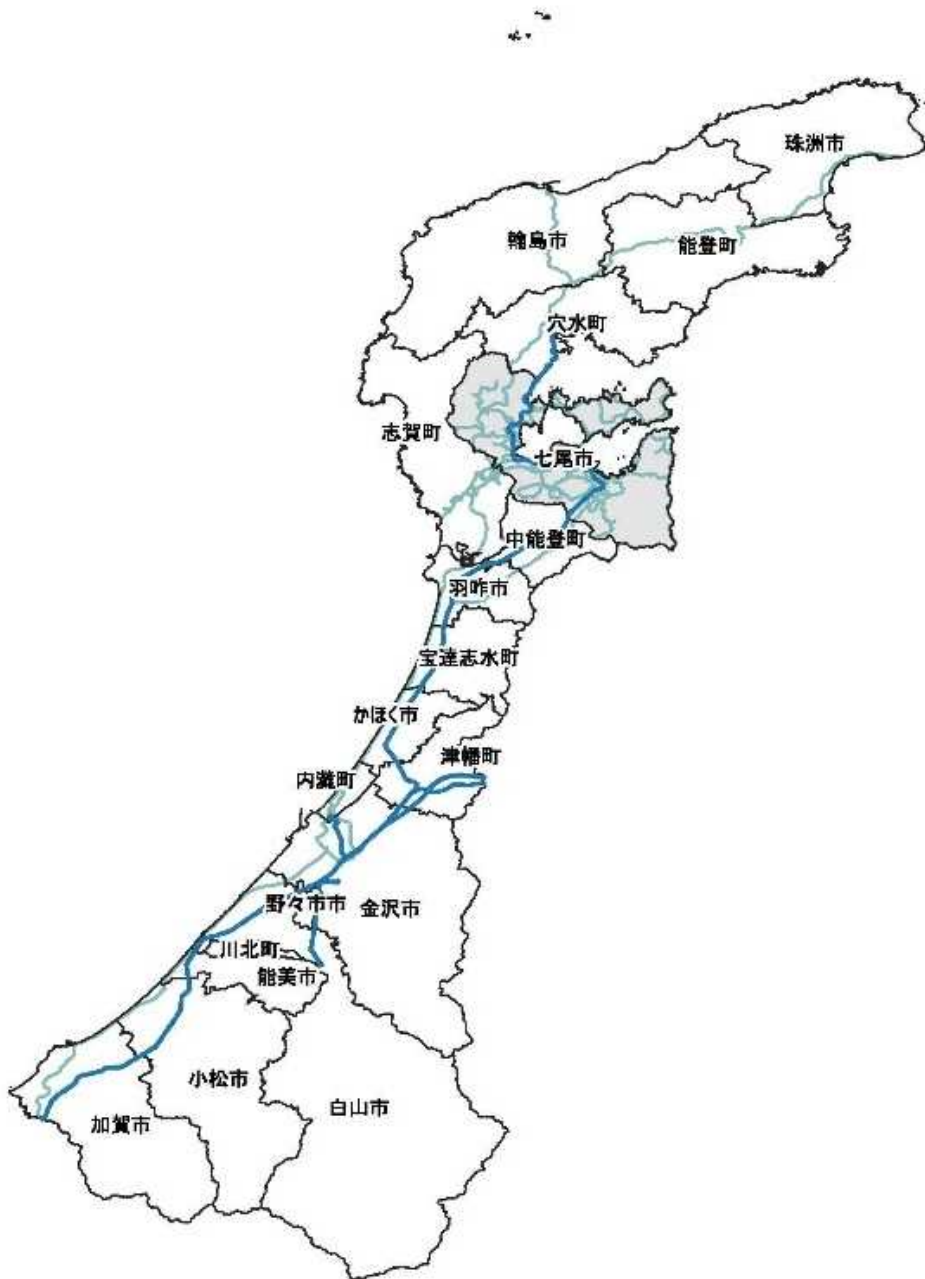 珠洲市
輪島市
能登町
穴水町
志賀町
七尾市
中能登町
羽咋市
宝達志水町
かほく市
津幡町
内灘町
野々市市
金沢市
川北町
能美市
小松市
白山市
加賀市